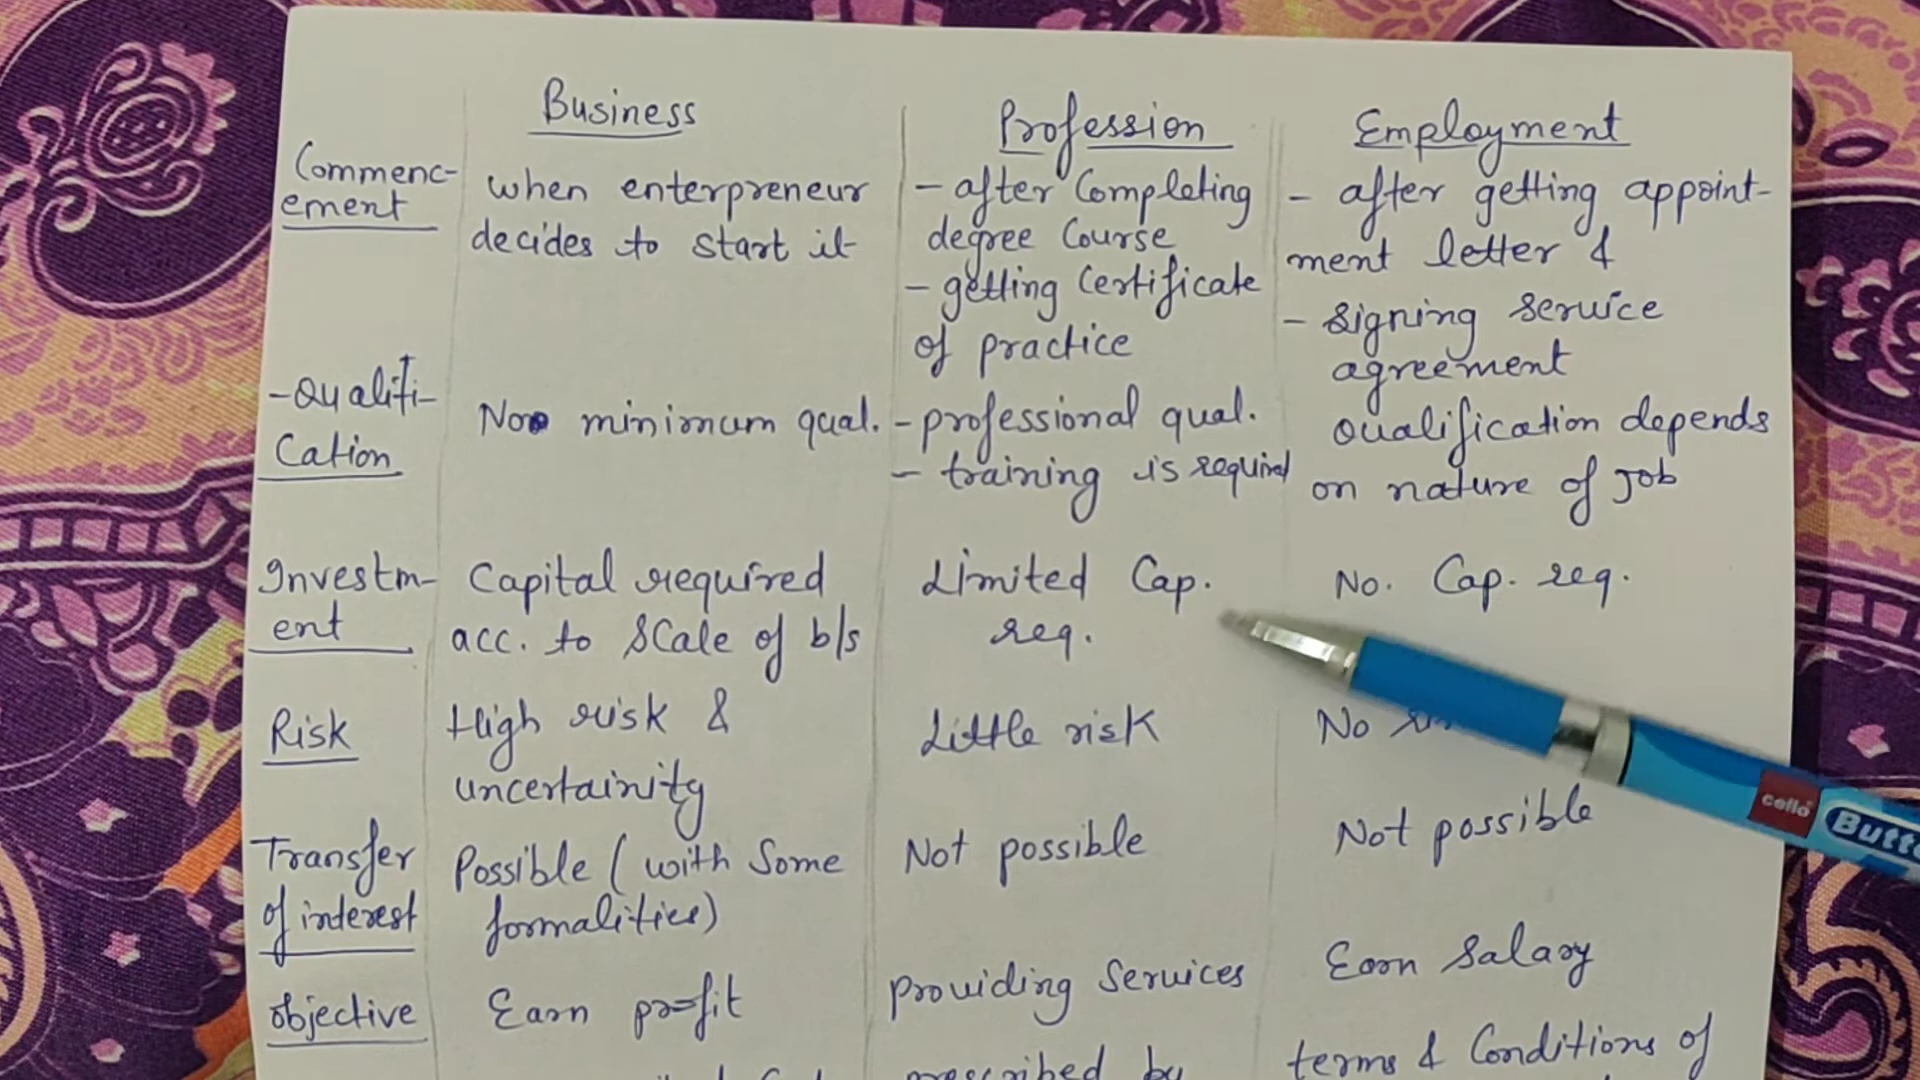 Business
Profession
Employment
Commenc-
ement
when enterpreneur
decides to start it
- after Completing
degree Course
- getting Certificate
of practice
- after getting appoint-
ment letter &
- signing service
agreement
- Qualifi-
Cation
No minimum qual.
- professional qual.
- training is required
Qualification depends
on nature of Job
Investm-
ent
Capital required
acc. to Scale of b/s
Limited Cap.
req.
No. Cap. req.
Risk
High risk &
uncertainity
Little risk
No
Transfer
of interest
Possible (with Some
formalities)
Not possible
Not possible
objective
Earn profit
providing Services
Earn Salary
prescribed by
terms & Conditions of
cello